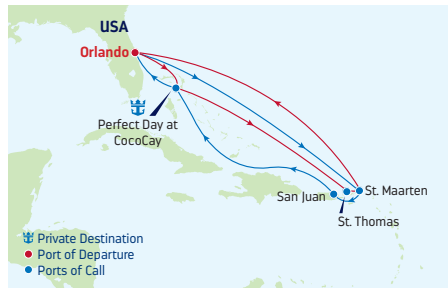 USA
Orlando
Perfect Day at
CocoCay
San Juan
St. Maarten
St. Thomas
Private Destination
Port of Departure
Ports of Call